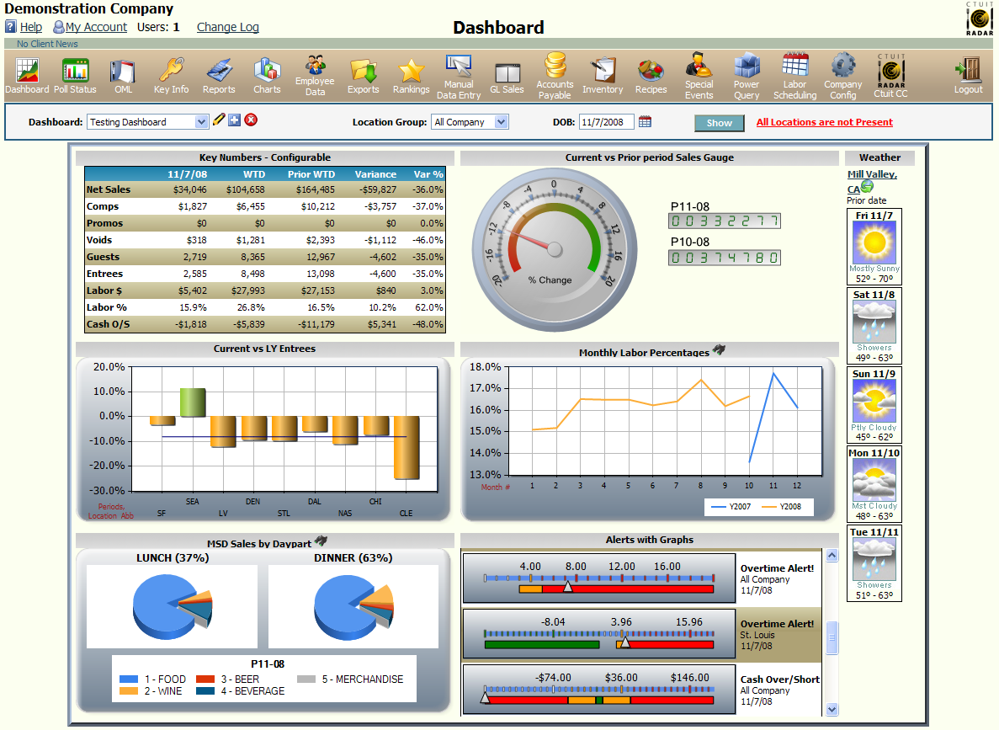 Demonstration Company
Help My Account Users: 1 Change Log
Dashboard
CTUIT
RADAR
No Client News
Dashboard
Poll Status
OML
Key Info
Reports
Charts
Employee
Data
Exports
Rankings
Manual
Data Entry
GL Sales
Accounts
Payable
Inventory
Recipes
Special
Events
Power
Query
Labor
Scheduling
Company
Config
CTUIT
RADAR
Ctuit CC
Logout
Dashboard: Testing Dashboard
Location Group: All Company
DOB: 11/7/2008
Show
All Locations are not Present
Key Numbers - Configurable
11/7/08 WTD Prior WTD Variance Var %
Net Sales $34,046 $104,658 $164,485 -$59,827 -36.0%
Comps $1,827 $6,455 $10,212 -$3,757 -37.0%
Promos $0 $0 $0 $0 0.0%
Voids $318 $1,281 $2,393 -$1,112 -46.0%
Guests 2,719 8,365 12,967 -4,602 -35.0%
Entrees 2,585 8,498 13,098 -4,600 -35.0%
Labor $ $5,402 $27,993 $27,153 $840 3.0%
Labor % 15.9% 26.8% 16.5% 10.2% 62.0%
Cash O/S -$1,818 -$5,839 -$11,179 $5,341 -48.0%
Current vs Prior period Sales Gauge
-20 -16 -12 -8 -4 0 4 8 12 16 20
% Change
P11-08
00332277
P10-08
00374780
Weather
Mill Valley,
CA
Prior date
Fri 11/7
Mostly Sunny
52º - 70º
Sat 11/8
Showers
49º - 63º
Sun 11/9
Ptly Cloudy
45º - 62º
Mon 11/10
Mst Cloudy
48º - 63º
Tue 11/11
Showers
51º - 63º
Current vs LY Entrees
20.0%
10.0%
0.0%
-10.0%
-20.0%
-30.0%
Periods,
Location_Abb
SF SEA LV DEN STL DAL NAS CHI CLE
Monthly Labor Percentages
18.0%
17.0%
16.0%
15.0%
14.0%
13.0%
Month # 1 2 3 4 5 6 7 8 9 10 11 12
Y2007 Y2008
MSD Sales by Daypart
LUNCH (37%) DINNER (63%)
P11-08
1 - FOOD 3 - BEER 5 - MERCHANDISE
2 - WINE 4 - BEVERAGE
Alerts with Graphs
4.00 8.00 12.00 16.00
Overtime Alert!
All Company
11/7/08
-8.04 3.96 15.96
Overtime Alert!
St. Louis
11/7/08
-$74.00 $36.00 $146.00
Cash Over/Short
All Company
11/7/08